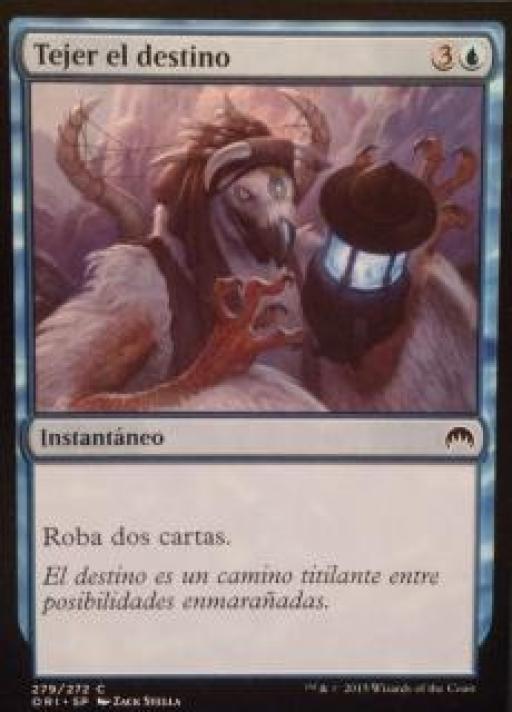 Tejer el destino
3
Instantáneo
Roba dos cartas.
El destino es un camino titilante entre
posibilidades enmarañadas.
279/272 C
ORI • SP Zack Stella
™ & © 2015 Wizards of the Coast